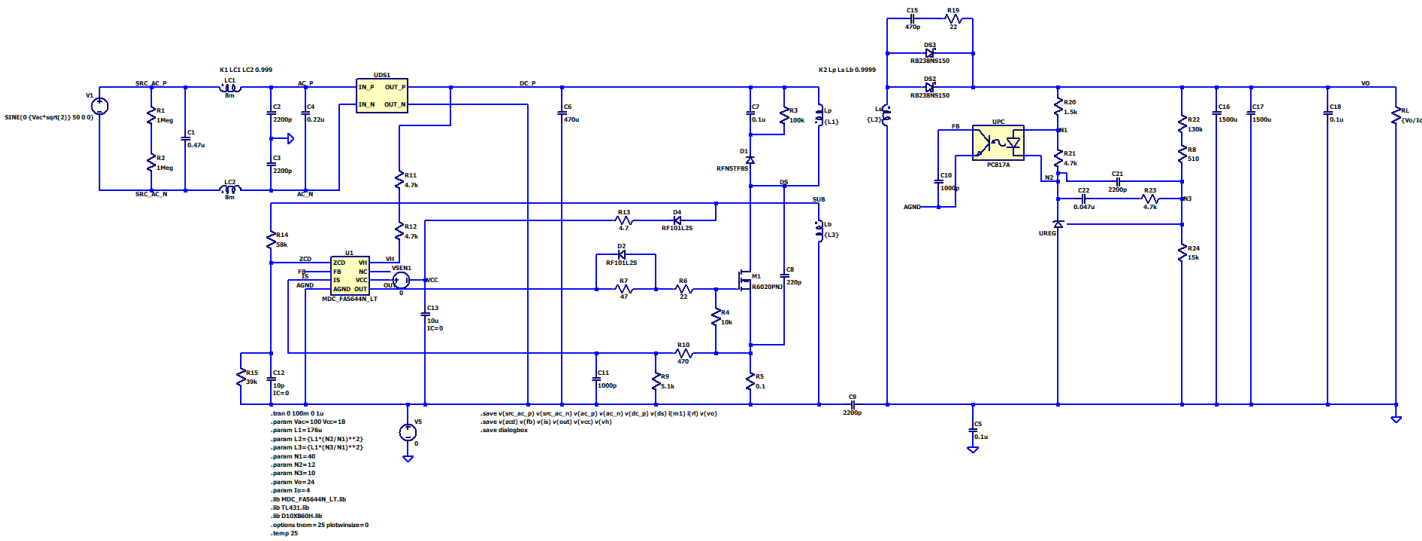 C15
470p
R19
22
DS3
RB238NS150
K1 LC1 LC2 0.999
K2 Lp Ls Lb 0.9999
DS2
RB238NS150
V1
SINE(0 {Vac*sqrt(2)} 50 0 0)
SRC_AC_P
LC1
8m
AC_P
UDS1
IN_P OUT_P
IN_N OUT_N
DC_P
VO
R1
1Meg
R2
1Meg
C1
0.47u
C2
2200p
C4
0.22u
C3
2200p
SRC_AC_N
LC2
8m
AC_N
C6
470u
C7
0.1u
R3
100k
Lp
{L1}
D1
RFN5TF8S
DS
Ls
{L2}
FB
UPC
PC817A
C10
1000p
AGND
R20
1.5k
N1
R21
4.7k
N2
C21
2200p
C22
0.047u
R23
4.7k
N3
UREG
R22
130k
R8
510
R24
15k
C16
1500u
C17
1500u
C18
0.1u
RL
R11
4.7k
R12
4.7k
R14
58k
R13
4.7
D4
RF101L2S
SUB
Lb
{L3}
D2
RF101L2S
U1
ZCD VH
FB NC
IS VCC
AGND OUT
MDC_FA5644N_LT
ZCD
FB
IS
AGND
VH
VSEN1
0
VCC
OUT
R7
47
R6
22
M1
R6020PNJ
C8
220p
R4
10k
C13
10u
IC=0
R10
470
R15
39k
C12
10p
IC=0
C11
1000p
R9
5.1k
R5
0.1
C9
2200p
C5
0.1u
V5
0
.tran 0 100m 0 1u
.param Vac=100 Vcc=18
.param L1=176u
.param L2={L1*(N2/N1)**2}
.param L3={L1*(N3/N1)**2}
.param N1=40
.param N2=12
.param N3=10
.param Vo=24
.param Io=4
.lib MDC_FA5644N_LT.lib
.lib TL431.lib
.lib D10XB60H.lib
.options tnom=25 plotwinsize=0
.temp 25
.save v(src_ac_p) v(src_ac_n) v(ac_p) v(ac_n) v(dc_p) v(ds) i(m1) i(rl) v(vo)
.save v(zcd) v(fb) v(is) v(out) v(vcc) v(vh)
.save dialogbox